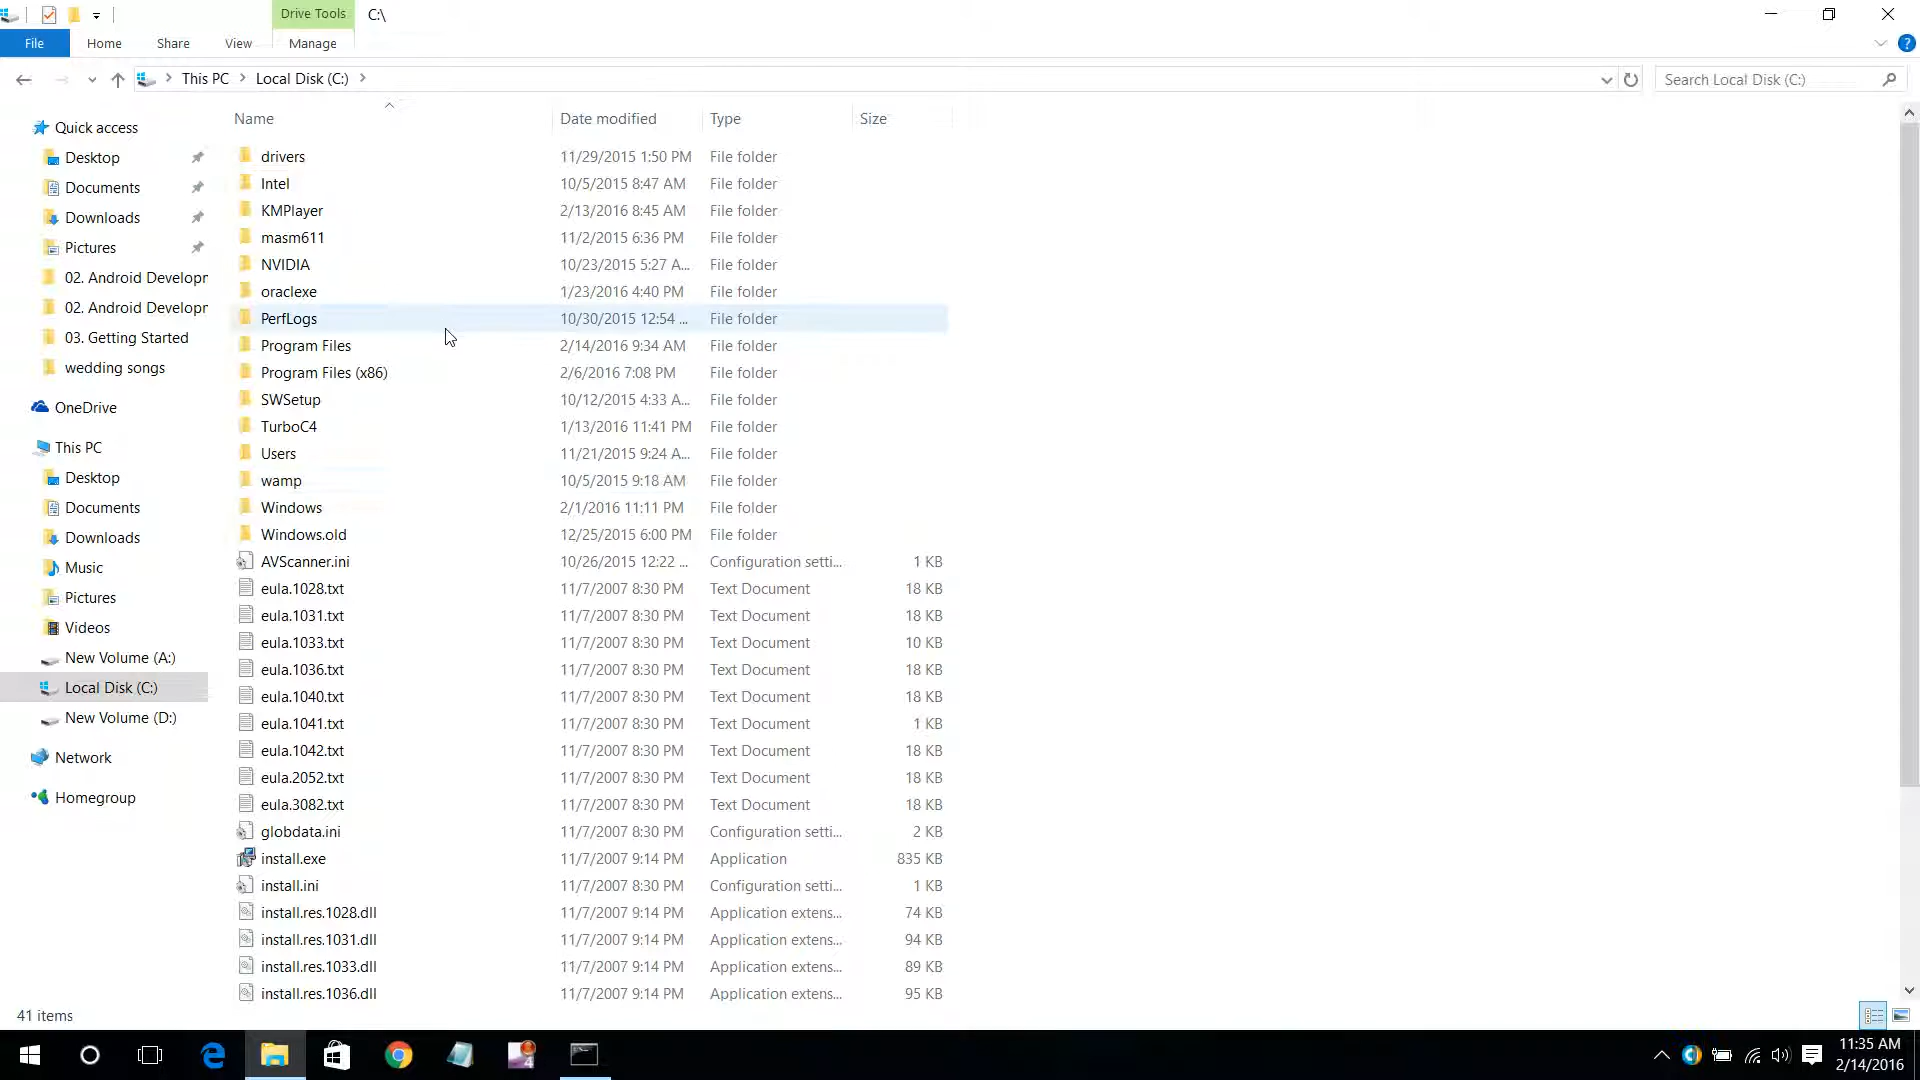 Drive Tools
C:\
File
Home
Share
View
Manage
This PC
Local Disk (C:)
Search Local Disk (C:)
Name
Date modified
Type
Size
Quick access
Desktop
Documents
Downloads
Pictures
02. Android Developr
02. Android Developr
03. Getting Started
wedding songs
OneDrive
This PC
Desktop
Documents
Downloads
Music
Pictures
Videos
New Volume (A:)
Local Disk (C:)
New Volume (D:)
Network
Homegroup
drivers 11/29/2015 1:50 PM File folder
Intel 10/5/2015 8:47 AM File folder
KMPlayer 2/13/2016 8:45 AM File folder
masm611 11/2/2015 6:36 PM File folder
NVIDIA 10/23/2015 5:27 A... File folder
oraclexe 1/23/2016 4:40 PM File folder
PerfLogs 10/30/2015 12:54 ... File folder
Program Files 2/14/2016 9:34 AM File folder
Program Files (x86) 2/6/2016 7:08 PM File folder
SWSetup 10/12/2015 4:33 A... File folder
TurboC4 1/13/2016 11:41 PM File folder
Users 11/21/2015 9:24 A... File folder
wamp 10/5/2015 9:18 AM File folder
Windows 2/1/2016 11:11 PM File folder
Windows.old 12/25/2015 6:00 PM File folder
AVScanner.ini 10/26/2015 12:22 ... Configuration setti... 1 KB
eula.1028.txt 11/7/2007 8:30 PM Text Document 18 KB
eula.1031.txt 11/7/2007 8:30 PM Text Document 18 KB
eula.1033.txt 11/7/2007 8:30 PM Text Document 10 KB
eula.1036.txt 11/7/2007 8:30 PM Text Document 18 KB
eula.1040.txt 11/7/2007 8:30 PM Text Document 18 KB
eula.1041.txt 11/7/2007 8:30 PM Text Document 1 KB
eula.1042.txt 11/7/2007 8:30 PM Text Document 18 KB
eula.2052.txt 11/7/2007 8:30 PM Text Document 18 KB
eula.3082.txt 11/7/2007 8:30 PM Text Document 18 KB
globdata.ini 11/7/2007 8:30 PM Configuration setti... 2 KB
install.exe 11/7/2007 9:14 PM Application 835 KB
install.ini 11/7/2007 8:30 PM Configuration setti... 1 KB
install.res.1028.dll 11/7/2007 9:14 PM Application extens... 74 KB
install.res.1031.dll 11/7/2007 9:14 PM Application extens... 94 KB
install.res.1033.dll 11/7/2007 9:14 PM Application extens... 89 KB
install.res.1036.dll 11/7/2007 9:14 PM Application extens... 95 KB
41 items
11:35 AM
2/14/2016